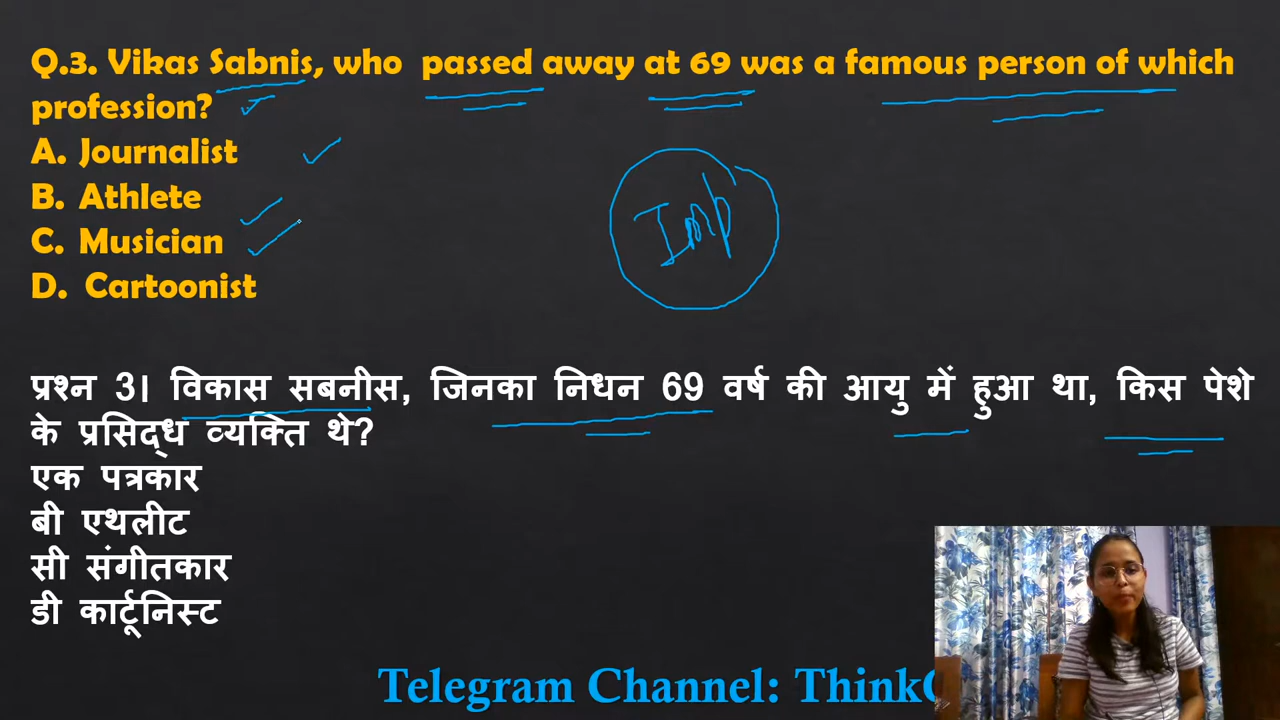 Q.3. Vikas Sabnis, who passed away at 69 was a famous person of which
profession?
A. Journalist
B. Athlete
C. Musician
D. Cartoonist
Imp
प्रश्न 3। विकास सबनीस, जिनका निधन 69 वर्ष की आयु में हुआ था, किस पेशे
के प्रसिद्ध व्यक्ति थे?
एक पत्रकार
बी एथलीट
सी संगीतकार
डी कार्टूनिस्ट
Telegram Channel: Think